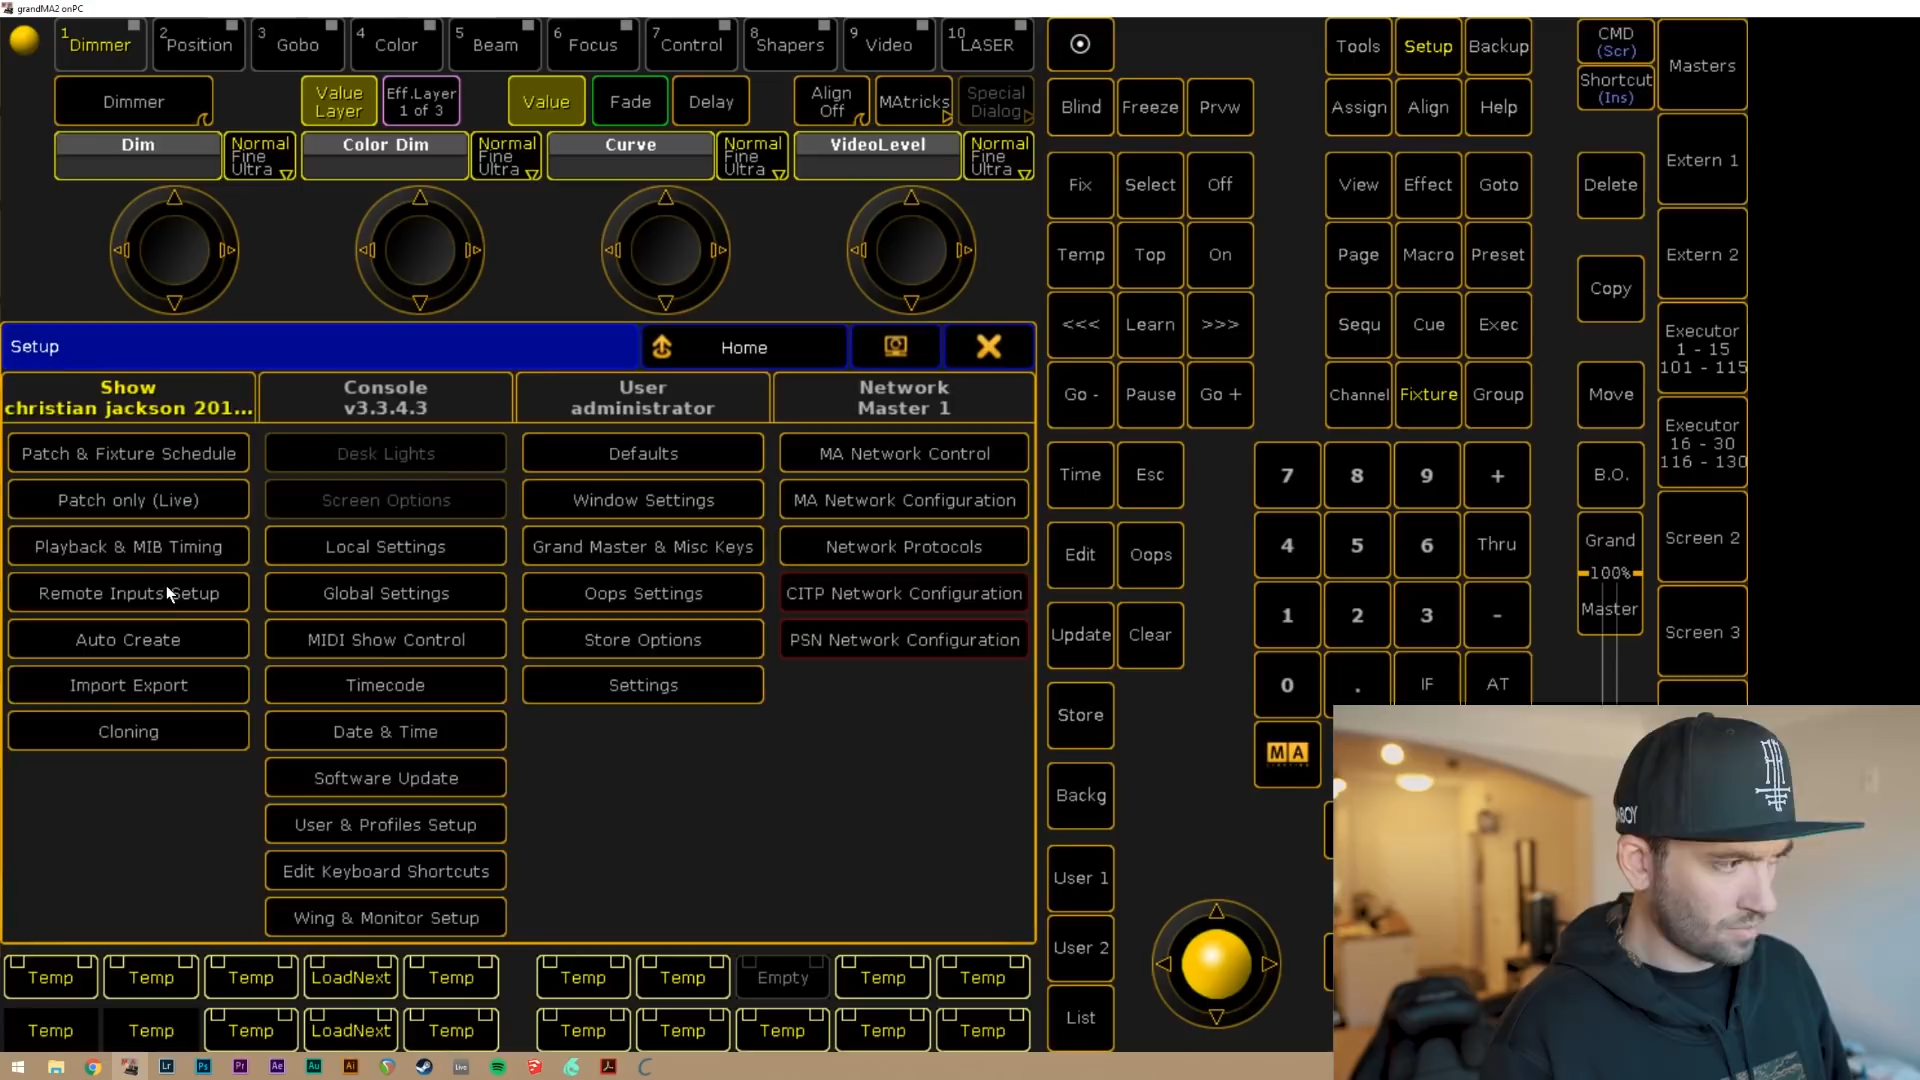 grandMA2 onPC
1 Dimmer
2 Position
3 Gobo
4 Color
5 Beam
6 Focus
7 Control
8 Shapers
9 Video
10 LASER
Dimmer
Value
Layer
Eff.Layer
1 of 3
Value
Fade
Delay
Align
Off
MAtricks
Special
Dialog
Dim
Normal
Fine
Ultra
Color Dim
Normal
Fine
Ultra
Curve
Normal
Fine
Ultra
VideoLevel
Normal
Fine
Ultra
Setup
Home
Show
christian jackson 201...
Console
v3.3.4.3
User
administrator
Network
Master 1
Patch & Fixture Schedule
Desk Lights
Defaults
MA Network Control
Patch only (Live)
Screen Options
Window Settings
MA Network Configuration
Playback & MIB Timing
Local Settings
Grand Master & Misc Keys
Network Protocols
Remote Inputs Setup
Global Settings
Oops Settings
CITP Network Configuration
Auto Create
MIDI Show Control
Store Options
PSN Network Configuration
Import Export
Timecode
Settings
Cloning
Date & Time
Software Update
User & Profiles Setup
Edit Keyboard Shortcuts
Wing & Monitor Setup
Temp
Temp
Temp
LoadNext
Temp
Temp
Temp
Empty
Temp
Temp
Temp
Temp
Temp
LoadNext
Temp
Temp
Temp
Temp
Temp
Temp
Blind
Freeze
Prvw
Fix
Select
Off
Temp
Top
On
<<<
Learn
>>>
Go -
Pause
Go +
Time
Esc
Edit
Oops
Update
Clear
Store
Backg
User 1
User 2
List
Tools
Setup
Backup
Assign
Align
Help
View
Effect
Goto
Page
Macro
Preset
Sequ
Cue
Exec
Channel
Fixture
Group
7
8
9
+
4
5
6
Thru
1
2
3
-
0
.
IF
AT
MA
CMD
(Scr)
Shortcut
(Ins)
Delete
Copy
Move
B.O.
Grand
100%
Master
Masters
Extern 1
Extern 2
Executor
1 - 15
101 - 115
Executor
16 - 30
116 - 130
Screen 2
Screen 3
Lr
Ps
Pr
Ae
Au
Ai
Live